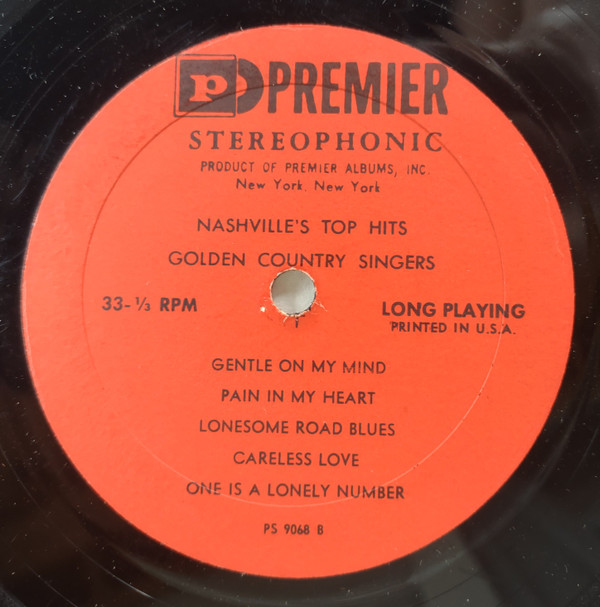 P PREMIER
STEREOPHONIC
PRODUCT OF PREMIER ALBUMS, INC.
New York, New York
NASHVILLE'S TOP HITS
GOLDEN COUNTRY SINGERS
33-⅓ RPM
LONG PLAYING
PRINTED IN U.S.A.
GENTLE ON MY MIND
PAIN IN MY HEART
LONESOME ROAD BLUES
CARELESS LOVE
ONE IS A LONELY NUMBER
PS 9068 B